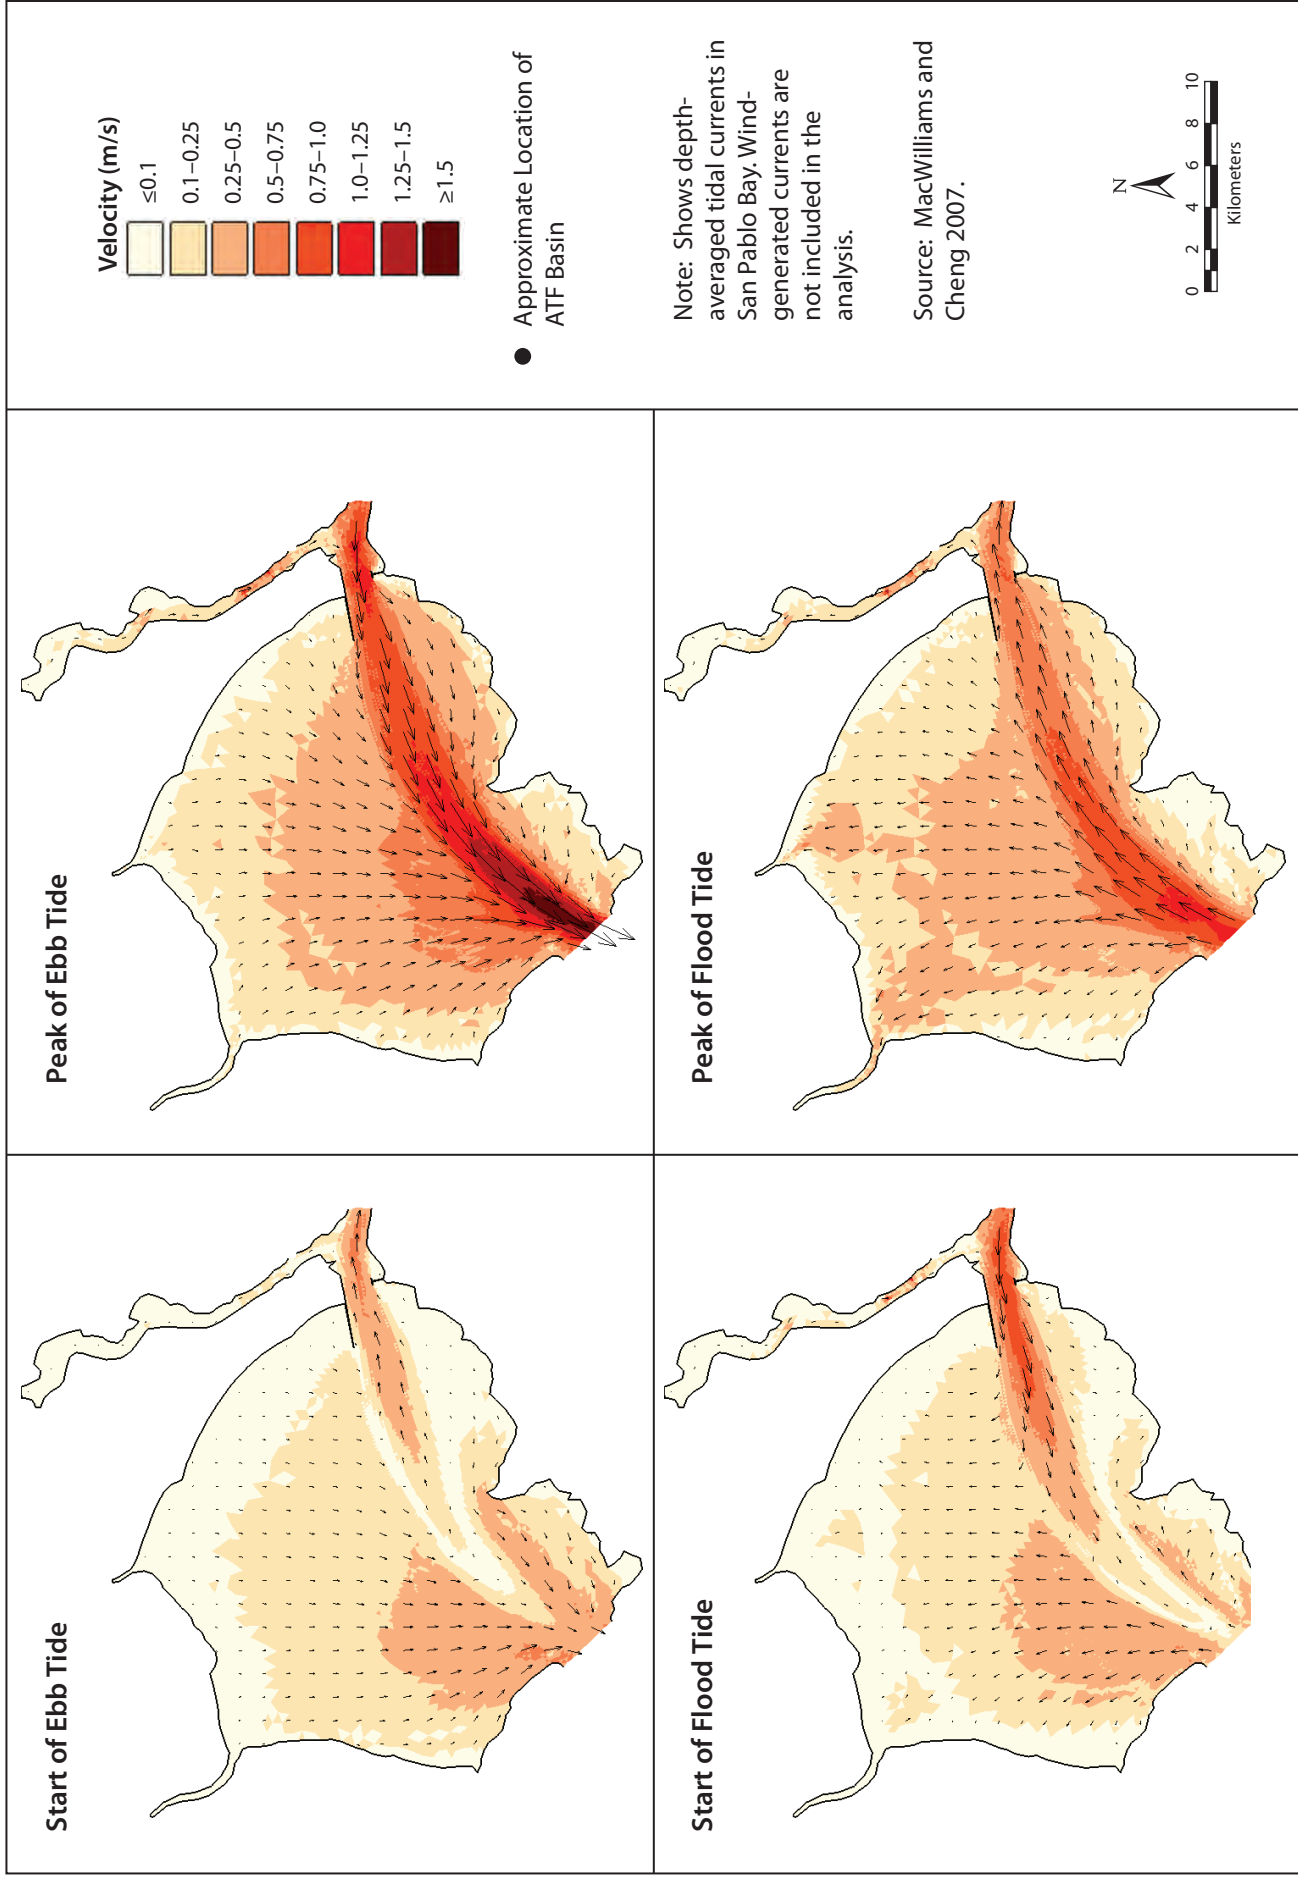 Start of Ebb Tide
Peak of Ebb Tide
Start of Flood Tide
Peak of Flood Tide
Velocity (m/s)
≤0.1
0.1–0.25
0.25–0.5
0.5–0.75
0.75–1.0
1.0–1.25
1.25–1.5
≥1.5
Approximate Location of
ATF Basin
Note: Shows depth-
averaged tidal currents in
San Pablo Bay. Wind-
generated currents are
not included in the
analysis.
Source: MacWilliams and
Cheng 2007.
N
0 2 4 6 8 10
Kilometers